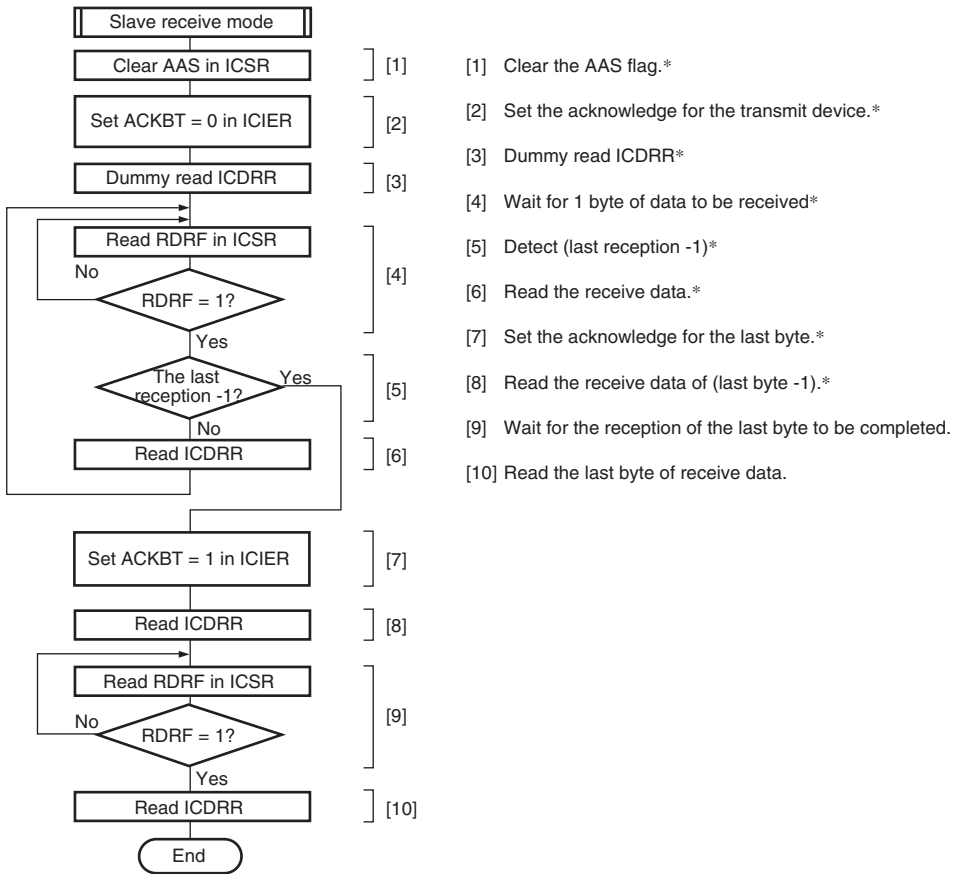 Slave receive mode
Clear AAS in ICSR
[1]
Set ACKBT = 0 in ICIER
[2]
Dummy read ICDRR
[3]
Read RDRF in ICSR
No
[4]
RDRF = 1?
Yes
The last
reception -1?
Yes
[5]
No
Read ICDRR
[6]
Set ACKBT = 1 in ICIER
[7]
Read ICDRR
[8]
Read RDRF in ICSR
No
[9]
RDRF = 1?
Yes
Read ICDRR
[10]
End
[1] Clear the AAS flag.*
[2] Set the acknowledge for the transmit device.*
[3] Dummy read ICDRR*
[4] Wait for 1 byte of data to be received*
[5] Detect (last reception -1)*
[6] Read the receive data.*
[7] Set the acknowledge for the last byte.*
[8] Read the receive data of (last byte -1).*
[9] Wait for the reception of the last byte to be completed.
[10] Read the last byte of receive data.